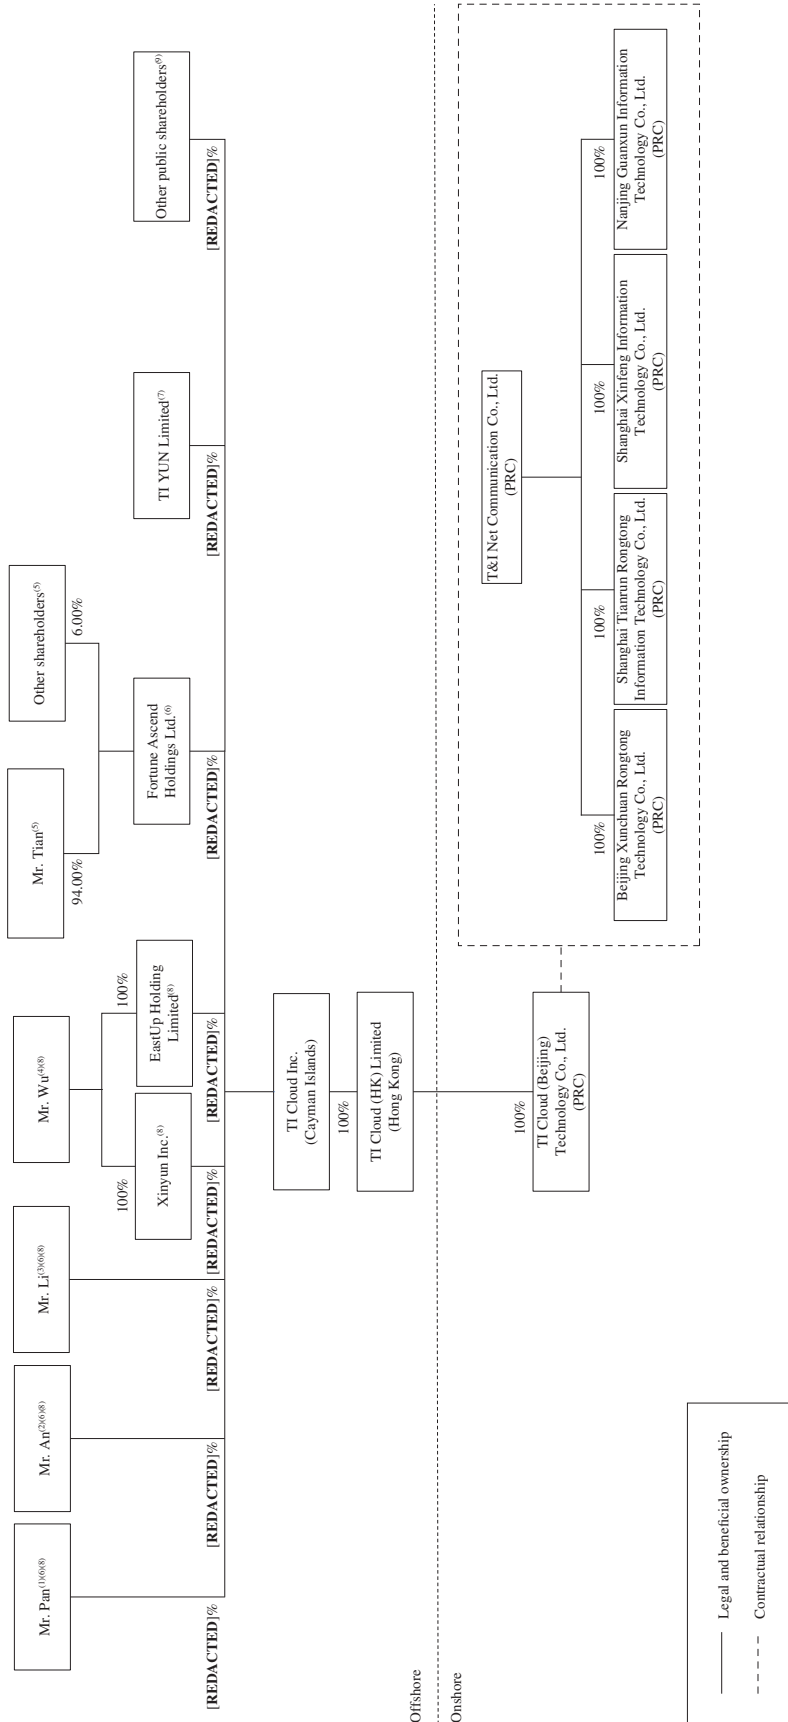 Mr. Pan(1)(6)(8)
Mr. An(2)(6)(8)
Mr. Li(3)(6)(8)
Mr. Wu(4)(8)
Mr. Tian(5)
Other shareholders(5)
100%
100%
94.00%
6.00%
Xinyun Inc.(8)
EastUp Holding
Limited(8)
Fortune Ascend
Holdings Ltd.(6)
TI YUN Limited(7)
Other public shareholders(9)
[REDACTED]%
[REDACTED]%
[REDACTED]%
[REDACTED]%
[REDACTED]%
[REDACTED]%
[REDACTED]%
[REDACTED]%
TI Cloud Inc.
(Cayman Islands)
100%
TI Cloud (HK) Limited
(Hong Kong)
Offshore
Onshore
100%
TI Cloud (Beijing)
Technology Co., Ltd.
(PRC)
T&I Net Communication Co., Ltd.
(PRC)
100%
100%
100%
100%
Beijing Xunchuan Rongtong
Technology Co., Ltd.
(PRC)
Shanghai Tianrun Rongtong
Information Technology Co., Ltd.
(PRC)
Shanghai Xinfeng Information
Technology Co., Ltd.
(PRC)
Nanjing Guanxun Information
Technology Co., Ltd.
(PRC)
Legal and beneficial ownership
Contractual relationship